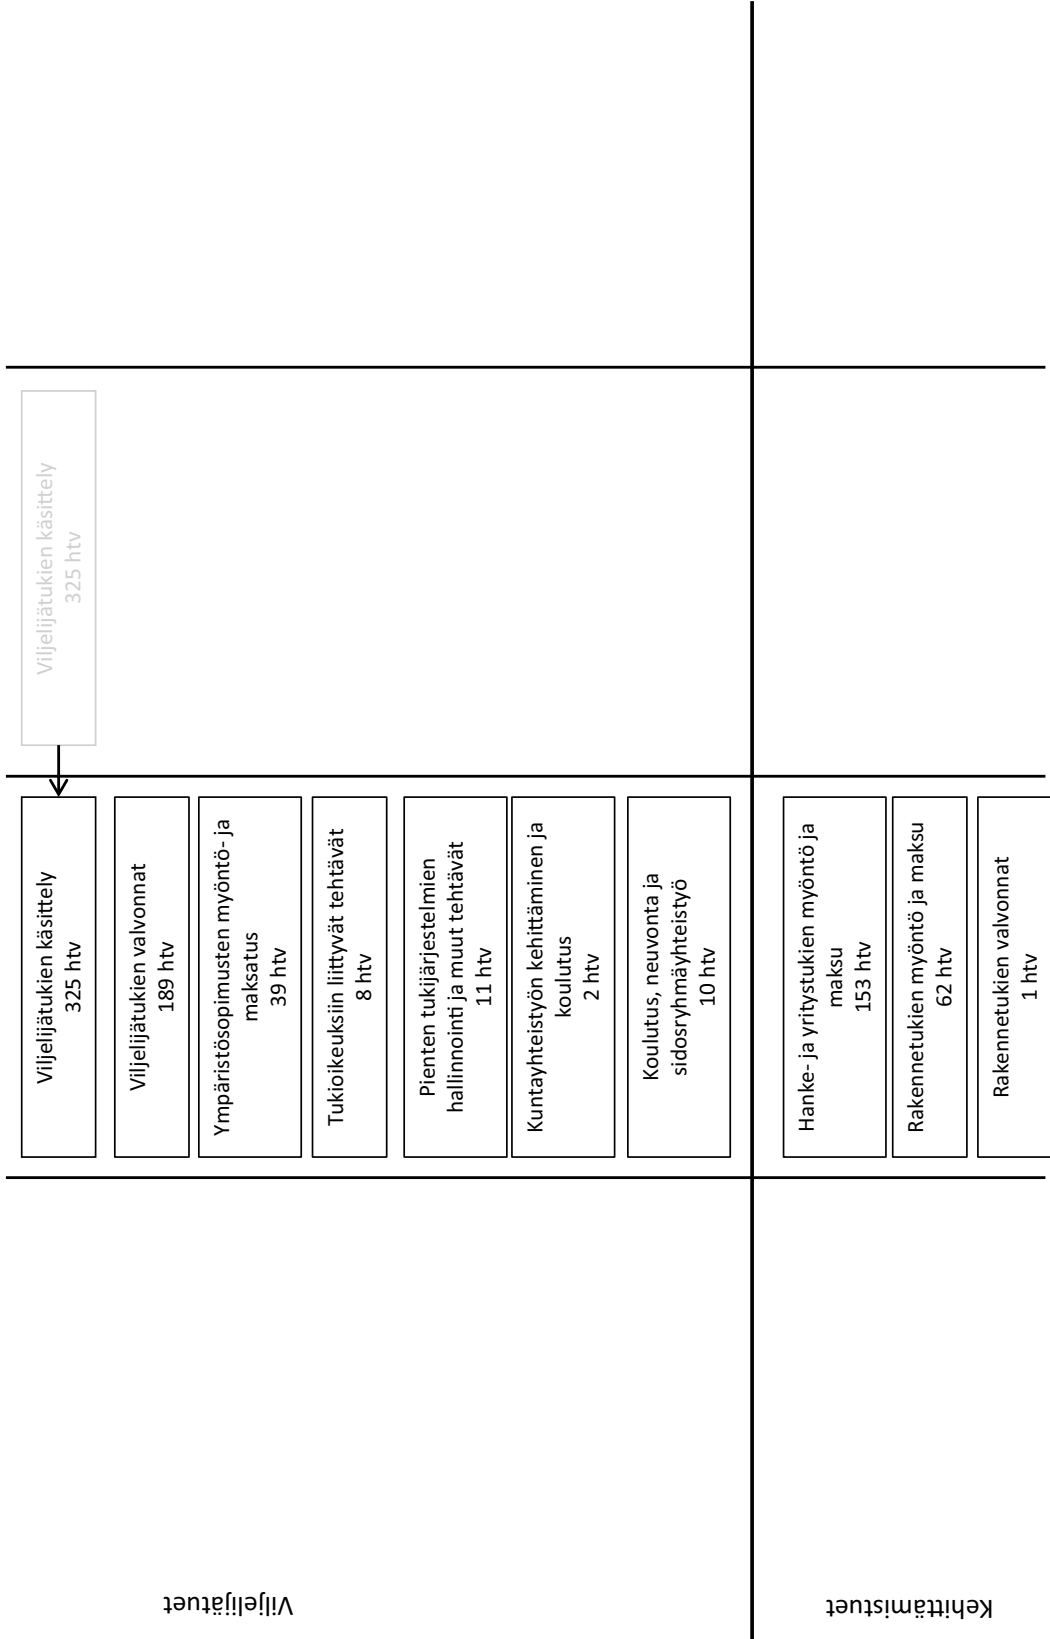 Viljelijätuet
Viljelijätukien käsittely
325 htv
Viljelijätukien käsittely
325 htv
Viljelijätukien valvonnat
189 htv
Ympäristösopimusten myöntö- ja
maksatus
39 htv
Tukioikeuksiin liittyvät tehtävät
8 htv
Pienten tukijärjestelmien
hallinnointi ja muut tehtävät
11 htv
Kuntayhteistyön kehittäminen ja
koulutus
2 htv
Koulutus, neuvonta ja
sidosryhmäyhteistyö
10 htv
Kehittämistuet
Hanke- ja yritystukien myöntö ja
maksu
153 htv
Rakennetukien myöntö ja maksu
62 htv
Rakennetukien valvonnat
1 htv